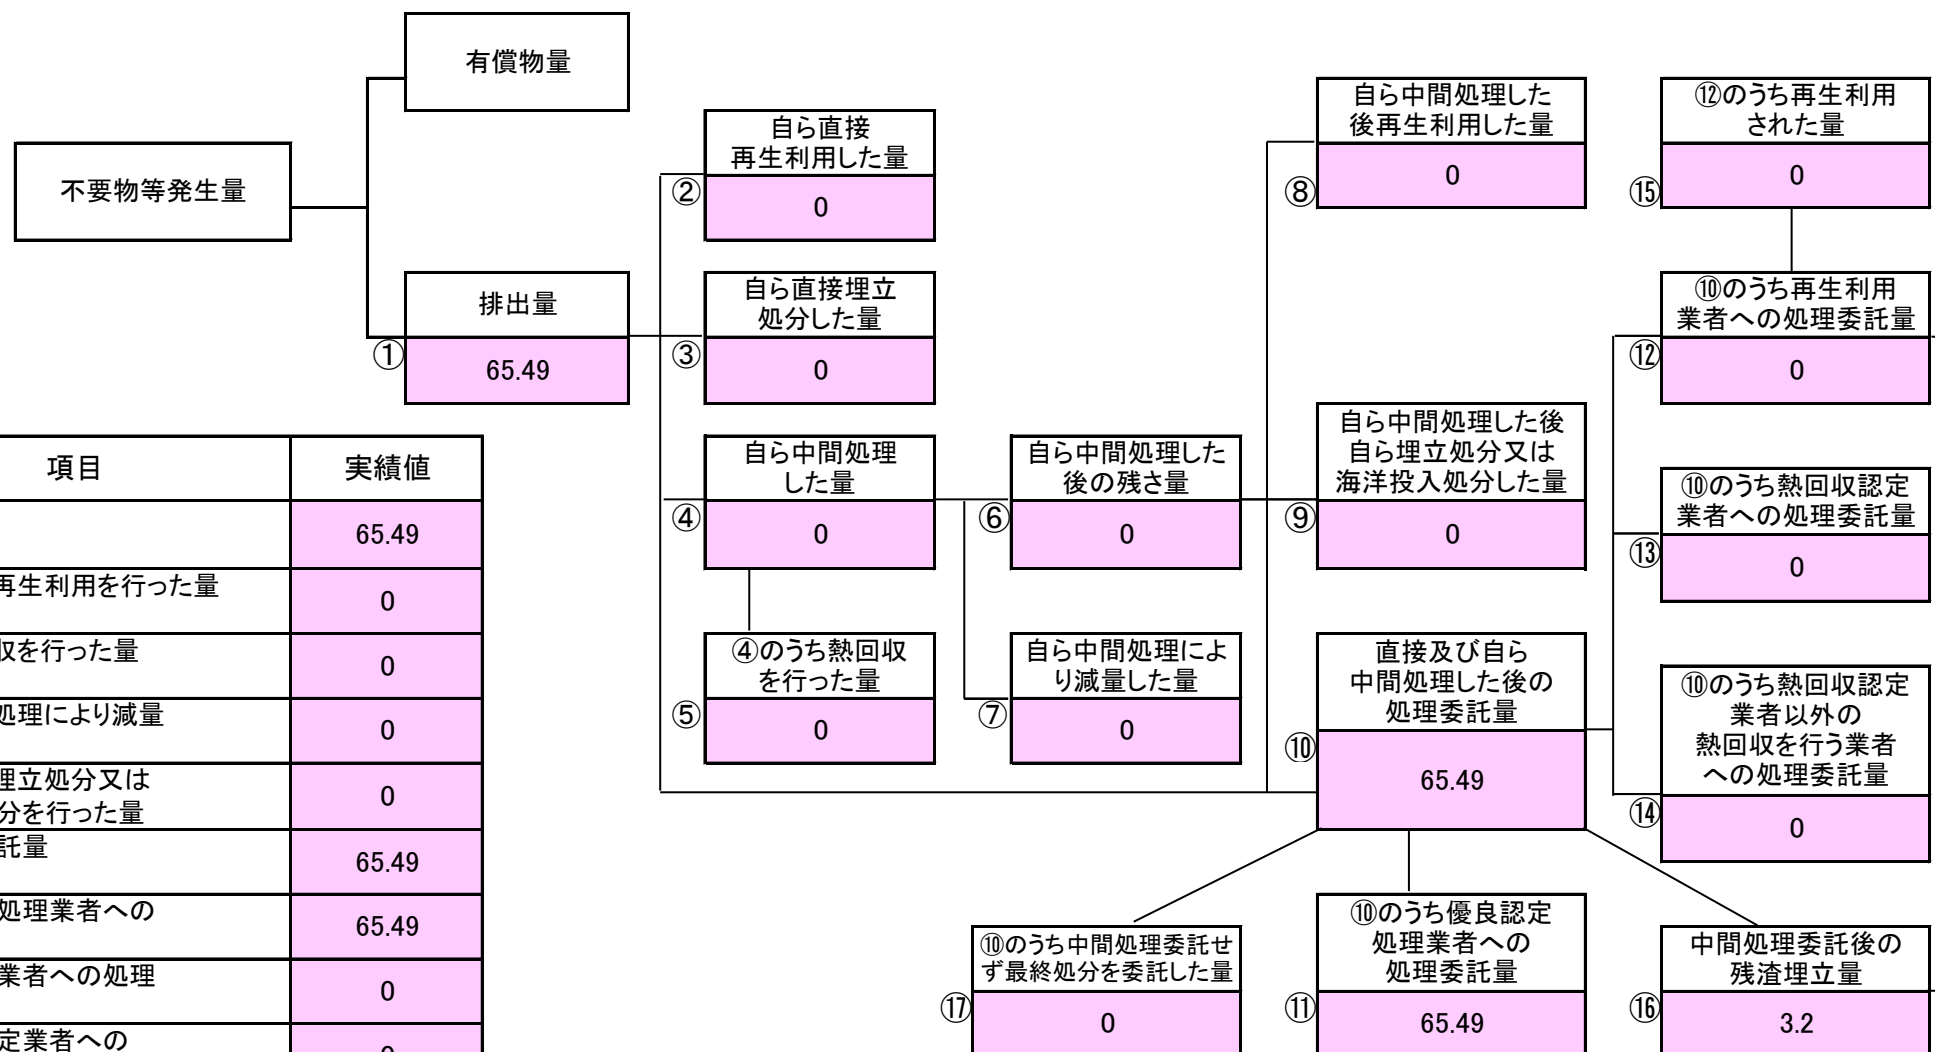 有償物量
不要物等発生量
排出量
①
65.49
自ら直接
再生利用した量
②
0
自ら直接埋立
処分した量
③
0
自ら中間処理
した量
④
0
④のうち熱回収
を行った量
⑤
0
自ら中間処理した
後の残さ量
⑥
0
自ら中間処理によ
り減量した量
⑦
0
自ら中間処理した
後再生利用した量
⑧
0
自ら中間処理した後
自ら埋立処分又は
海洋投入処分した量
⑨
0
直接及び自ら
中間処理した後の
処理委託量
⑩
65.49
⑫のうち再生利用
された量
⑮
0
⑩のうち再生利用
業者への処理委託量
⑫
0
⑩のうち熱回収認定
業者への処理委託量
⑬
0
⑩のうち熱回収認定
業者以外の
熱回収を行う業者
への処理委託量
⑭
0
⑩のうち中間処理委託せ
ず最終処分を委託した量
⑰
0
⑩のうち優良認定
処理業者への
処理委託量
⑪
65.49
中間処理委託後の
残渣埋立量
⑯
3.2
項目 実績値
65.49
再生利用を行った量 0
収を行った量 0
処理により減量 0
埋立処分又は
分を行った量 0
託量 65.49
処理業者への 65.49
業者への処理 0
定業者への